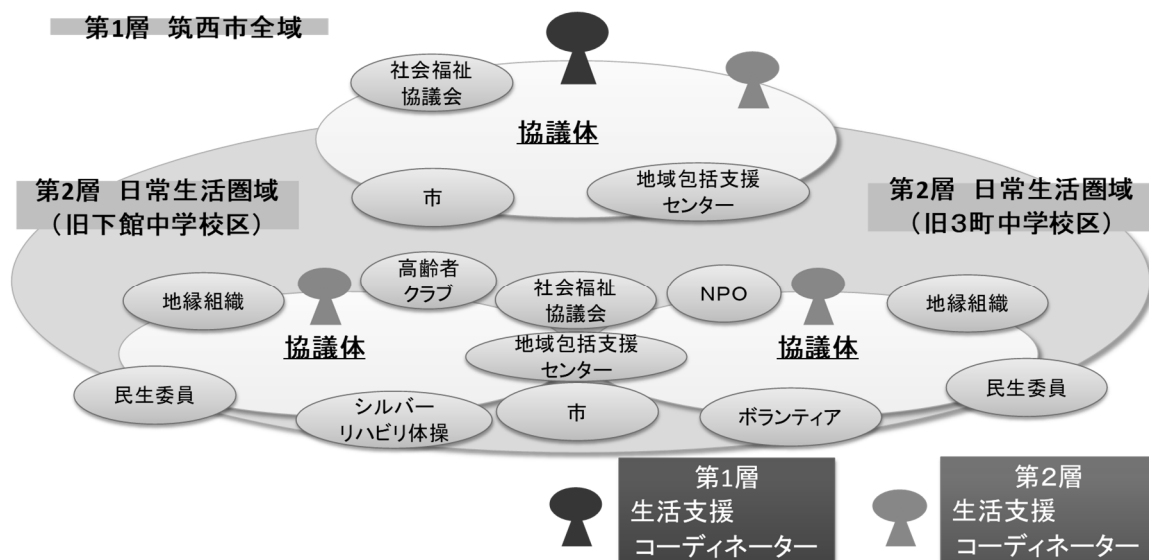 第1層 筑西市全域
社会福祉
協議会
協議体
市
地域包括支援
センター
第2層 日常生活圏域
（旧下館中学校区）
第2層 日常生活圏域
（旧３町中学校区）
地縁組織
高齢者
クラブ
社会福祉
協議会
NPO
地縁組織
協議体
地域包括支援
センター
協議体
民生委員
シルバー
リハビリ体操
市
ボランティア
民生委員
第1層
生活支援
コーディネーター
第２層
生活支援
コーディネーター